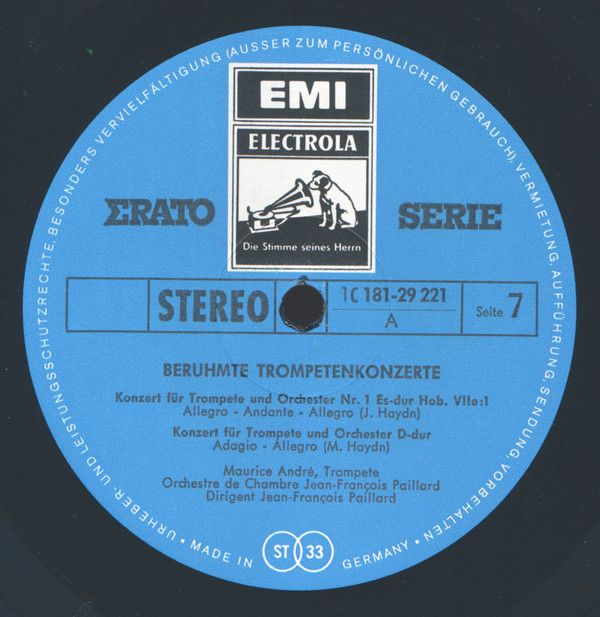 URHEBER- UND LEISTUNGSSCHUTZRECHTE, BESONDERS VERVIELFÄLTIGUNG (AUSSER ZUM PERSÖNLICHEN GEBRAUCH), VERMIETUNG, AUFFÜHRUNG, SENDUNG, VORBEHALTEN •
EMI
ELECTROLA
Die Stimme seines Herrn
ERATO SERIE
STEREO
1C 181-29 221
A
Seite 7
BERUHMTE TROMPETENKONZERTE
Konzert für Trompete und Orchester Nr. 1 Es-dur Hob. VIIe:1
Allegro - Andante - Allegro (J. Haydn)
Konzert für Trompete und Orchester D-dur
Adagio - Allegro (M. Haydn)
Maurice André, Trompete
Orchestre de Chambre Jean-François Paillard
Dirigent Jean-François Paillard
• MADE IN GERMANY
ST 33